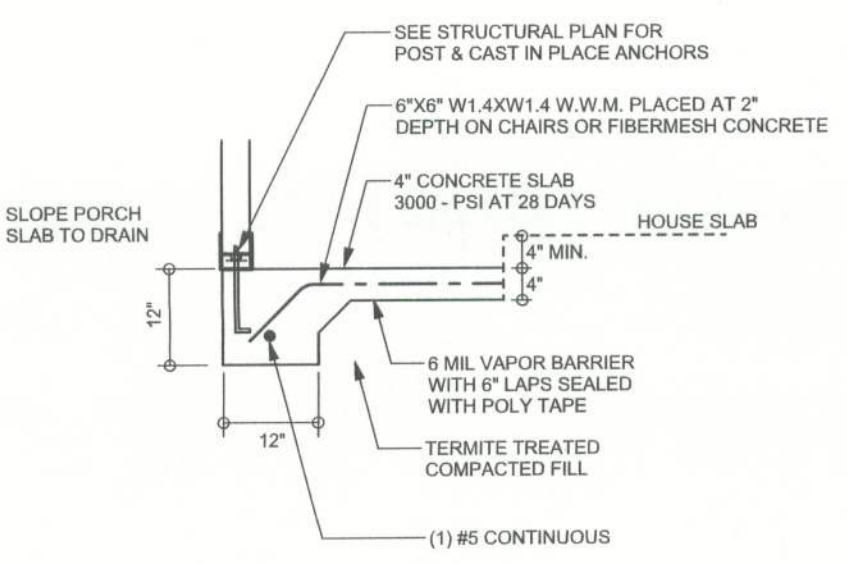 SEE STRUCTURAL PLAN FOR
POST & CAST IN PLACE ANCHORS
6"X6" W1.4XW1.4 W.W.M. PLACED AT 2"
DEPTH ON CHAIRS OR FIBERMESH CONCRETE
4" CONCRETE SLAB
3000 - PSI AT 28 DAYS
SLOPE PORCH
SLAB TO DRAIN
HOUSE SLAB
4" MIN.
4"
12"
6 MIL VAPOR BARRIER
WITH 6" LAPS SEALED
WITH POLY TAPE
12"
TERMITE TREATED
COMPACTED FILL
(1) #5 CONTINUOUS